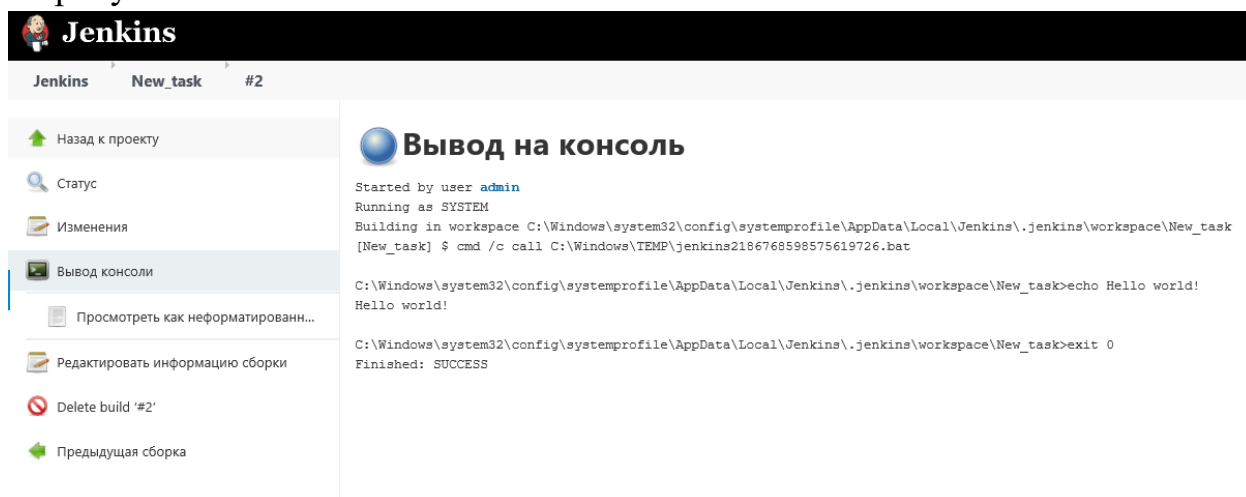 Jenkins
Jenkins New_task #2
Назад к проекту
Статус
Изменения
Вывод консоли
Просмотреть как неформатированн...
Редактировать информацию сборки
Delete build ‘#2’
Предыдущая сборка
Вывод на консоль
Started by user admin
Running as SYSTEM
Building in workspace C:\Windows\system32\config\systemprofile\AppData\Local\Jenkins\.jenkins\workspace\New_task
[New_task] $ cmd /c call C:\Windows\TEMP\jenkins2186768598575619726.bat
C:\Windows\system32\config\systemprofile\AppData\Local\Jenkins\.jenkins\workspace\New_task>echo Hello world!
Hello world!
C:\Windows\system32\config\systemprofile\AppData\Local\Jenkins\.jenkins\workspace\New_task>exit 0
Finished: SUCCESS